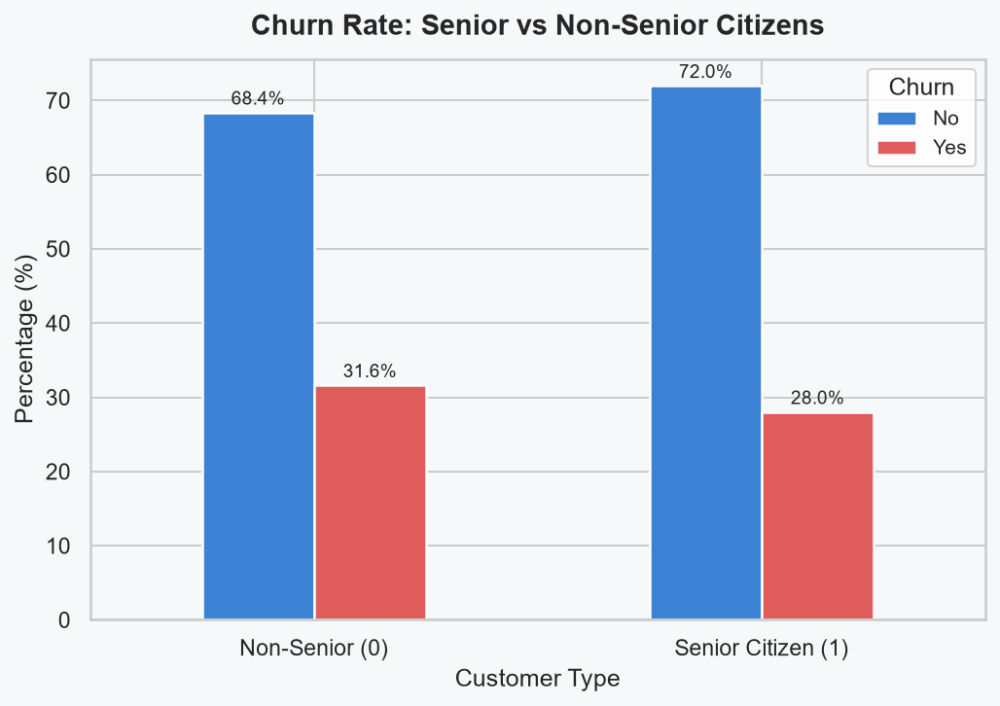 Churn Rate: Senior vs Non-Senior Citizens
Churn
No
Yes
Percentage (%)
70
60
50
40
30
20
10
0
68.4%
31.6%
72.0%
28.0%
Non-Senior (0)
Senior Citizen (1)
Customer Type